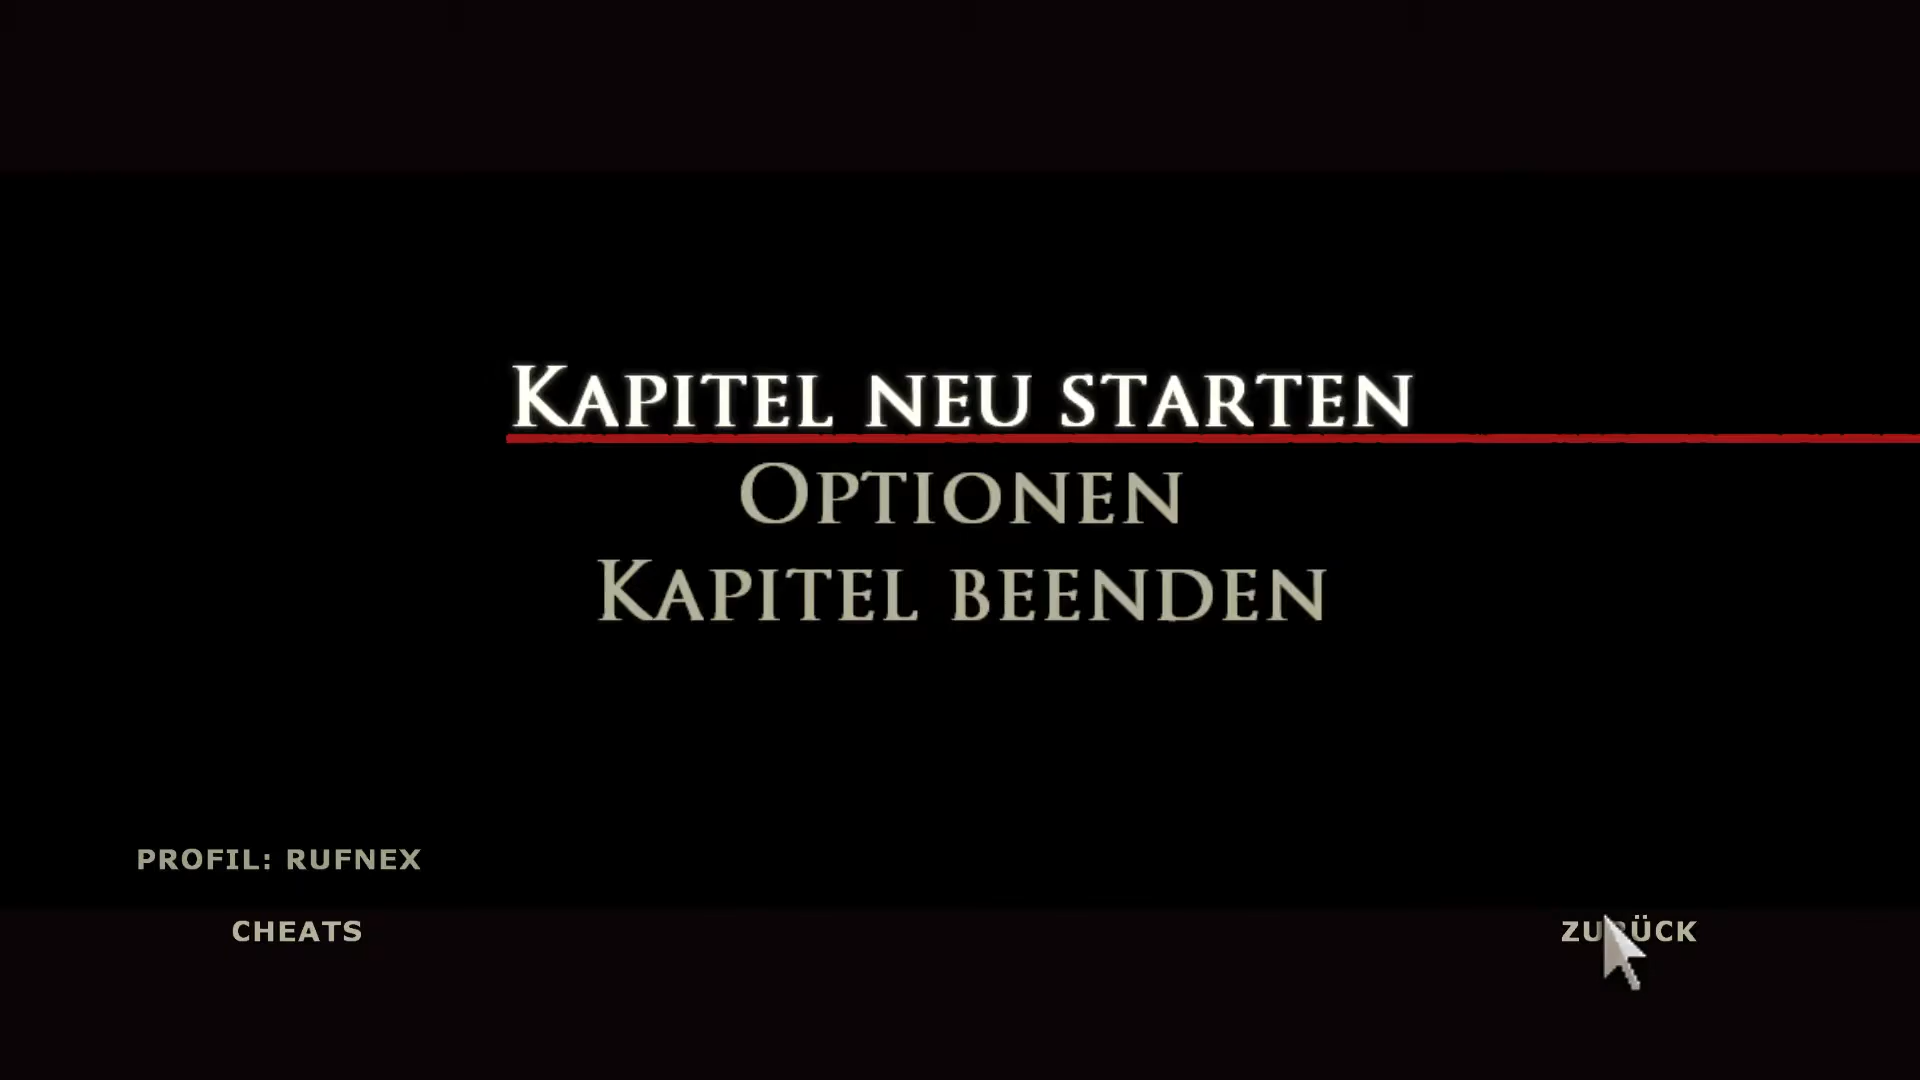 Kapitel neu starten
Optionen
Kapitel beenden
PROFIL: RUFNEX
CHEATS
ZURÜCK